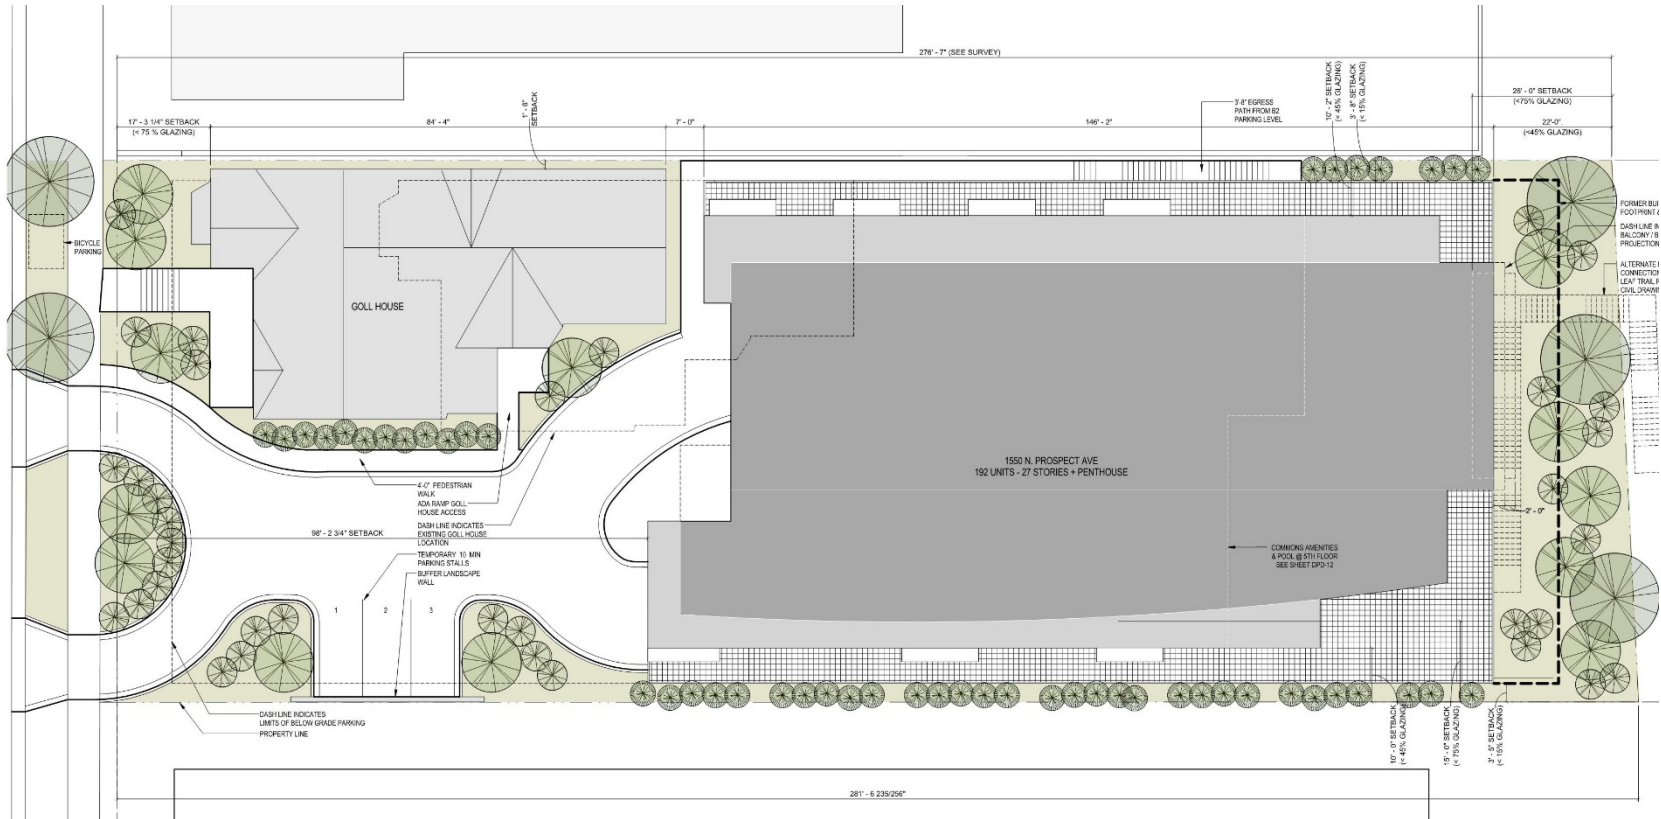 276' - 7" (SEE SURVEY)
17' - 3 1/4" SETBACK
(< 75 % GLAZING)
84' - 4"
1' - 6"
SETBACK
7' - 0"
146' - 2"
3'-8" EGRESS
PATH FROM B2
PARKING LEVEL
10' - 2" SETBACK
(< 45% GLAZING)
3' - 8" SETBACK
(< 15% GLAZING)
28' - 0" SETBACK
(<75% GLAZING)
22'-0"
(<45% GLAZING)
BICYCLE
PARKING
GOLL HOUSE
FORMER BUI
FOOTPRINT &
DASH LINE IN
BALCONY / B
PROJECTION
ALTERNATE
CONNECTION
LEAF TRAIL
CIVIL DRAWI
1550 N. PROSPECT AVE
192 UNITS - 27 STORIES + PENTHOUSE
4'-0" PEDESTRIAN
WALK
ADA RAMP GOLL
HOUSE ACCESS
DASH LINE INDICATES
EXISTING GOLL HOUSE
LOCATION
TEMPORARY 10 MIN
PARKING STALLS
BUFFER LANDSCAPE
WALL
98' - 2 3/4" SETBACK
2' - 0"
COMMONS AMENITIES
& POOL @ 5TH FLOOR
SEE SHEET DPD-12
1
2
3
DASH LINE INDICATES
LIMITS OF BELOW GRADE PARKING
PROPERTY LINE
10' - 0" SETBACK
(< 45% GLAZING)
15' - 0" SETBACK
(< 75% GLAZING)
3' - 5" SETBACK
(< 15% GLAZING)
281' - 6 235/256"